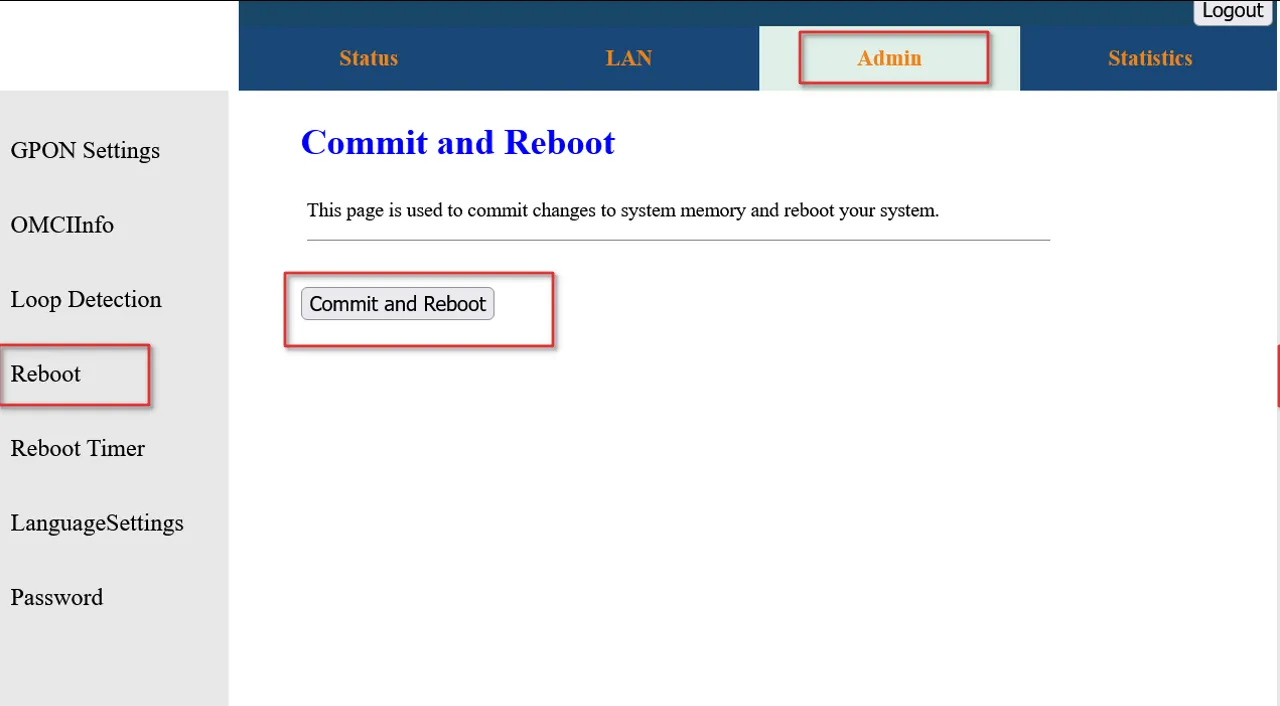 Logout
Status LAN Admin Statistics
GPON Settings
OMCIInfo
Loop Detection
Reboot
Reboot Timer
LanguageSettings
Password
Commit and Reboot
This page is used to commit changes to system memory and reboot your system.
Commit and Reboot